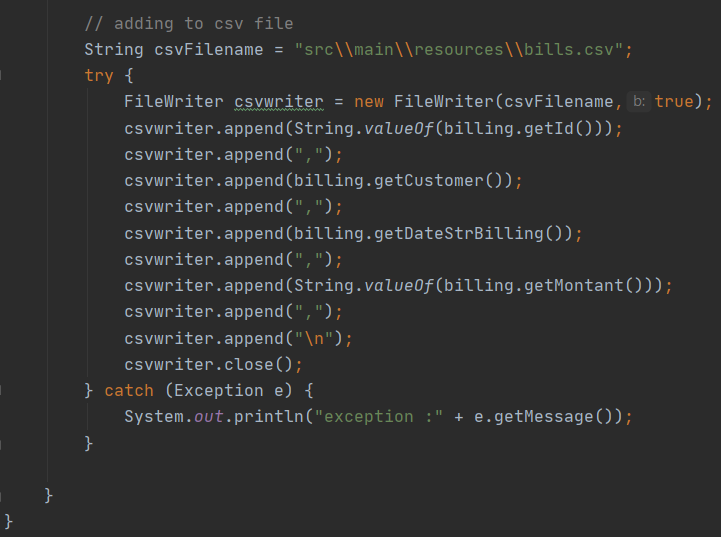 // adding to csv file
String csvFilename = "src\\main\\resources\\bills.csv";
try {
FileWriter csvwriter = new FileWriter(csvFilename, b: true);
csvwriter.append(String.valueOf(billing.getId()));
csvwriter.append(",");
csvwriter.append(billing.getCustomer());
csvwriter.append(",");
csvwriter.append(billing.getDateStrBilling());
csvwriter.append(",");
csvwriter.append(String.valueOf(billing.getMontant()));
csvwriter.append(",");
csvwriter.append("\n");
csvwriter.close();
} catch (Exception e) {
System.out.println("exception :" + e.getMessage());
}
}
}